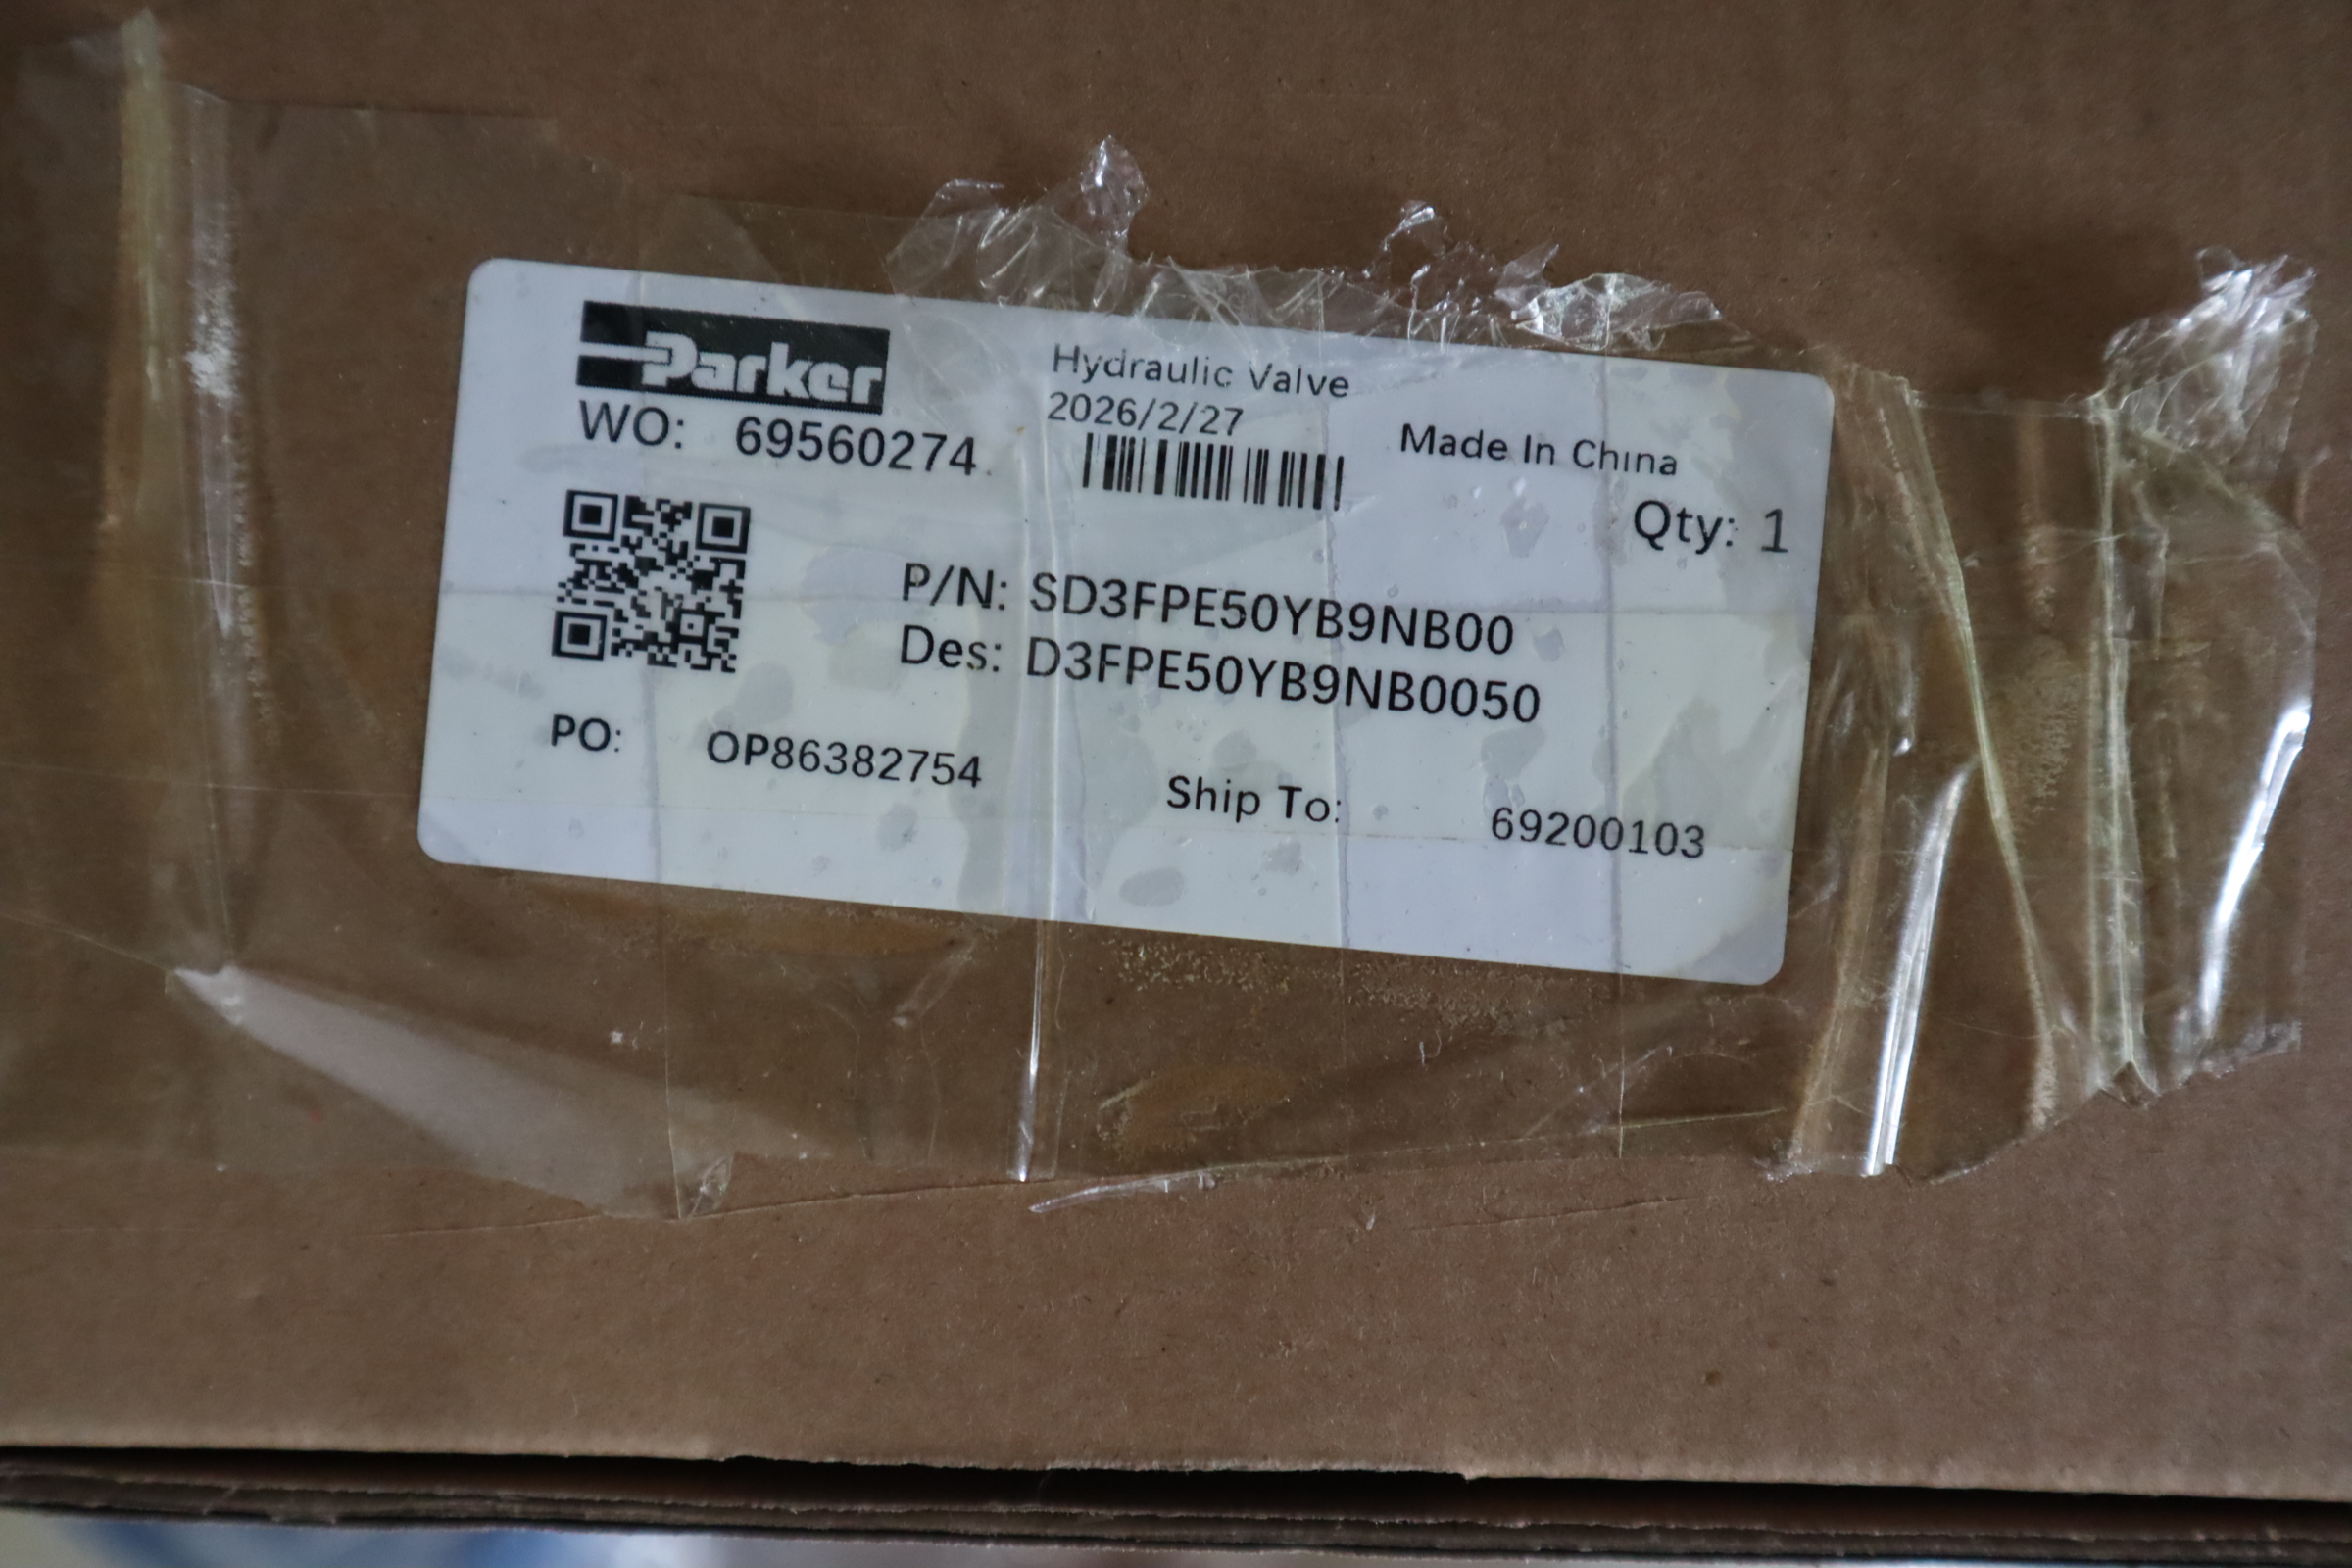 Parker
Hydraulic Valve
2026/2/27
WO: 69560274
Made In China
Qty: 1
P/N: SD3FPE50YB9NB00
Des: D3FPE50YB9NB0050
PO: OP86382754
Ship To: 69200103